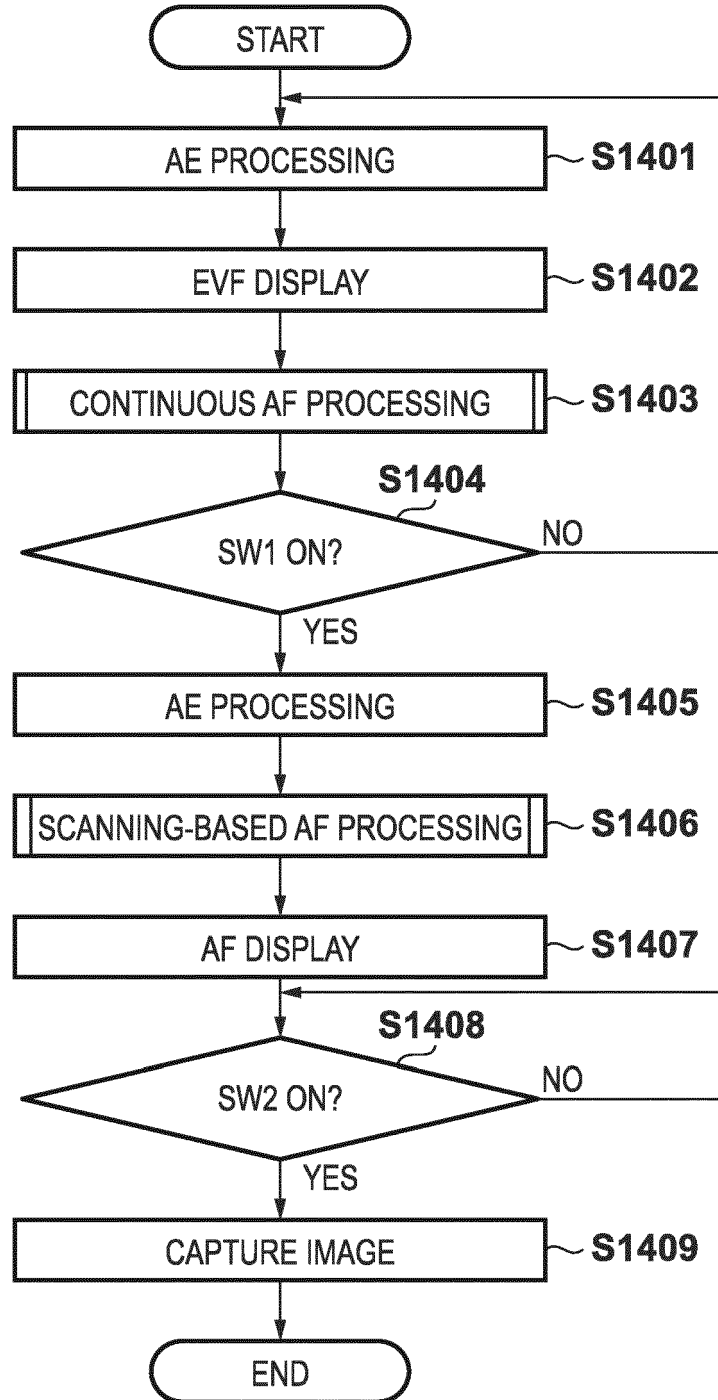 START
AE PROCESSING
S1401
EVF DISPLAY
S1402
CONTINUOUS AF PROCESSING
S1403
S1404
SW1 ON?
NO
YES
AE PROCESSING
S1405
SCANNING-BASED AF PROCESSING
S1406
AF DISPLAY
S1407
S1408
SW2 ON?
NO
YES
CAPTURE IMAGE
S1409
END